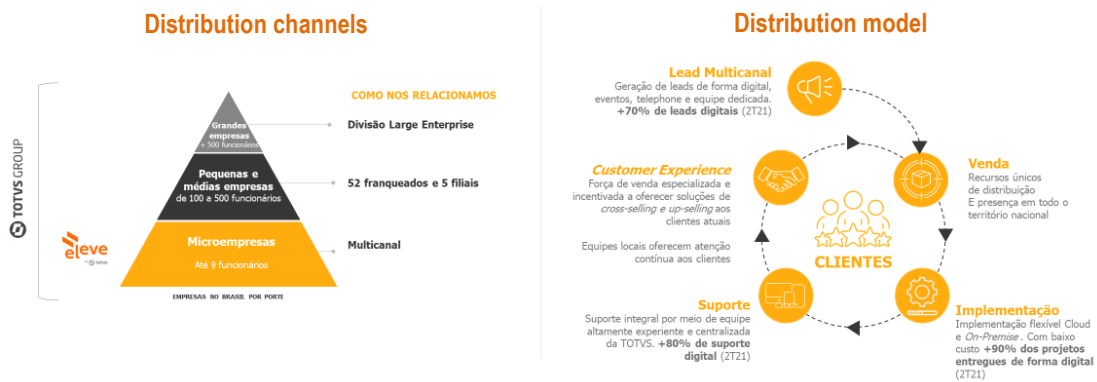 Distribution channels
TOTVS GROUP
eleve
by TOTVS
COMO NOS RELACIONAMOS
Grandes
empresas
+ 500 funcionários
Divisão Large Enterprise
Pequenas e
médias empresas
de 100 a 500 funcionários
52 franqueados e 5 filiais
Microempresas
Até 9 funcionários
Multicanal
EMPRESAS NO BRASIL POR PORTE
Distribution model
Lead Multicanal
Geração de leads de forma digital,
eventos, telephone e equipe dedicada.
+70% de leads digitais (2T21)
Customer Experience
Força de venda especializada e
incentivada a oferecer soluções de
cross-selling e up-selling aos
clientes atuais
Equipes locais oferecem atenção
contínua aos clientes
Venda
Recursos únicos
de distribuição
E presença em todo o
território nacional
CLIENTES
Suporte
Suporte integral por meio de equipe
altamente experiente e centralizada
da TOTVS. +80% de suporte
digital (2T21)
Implementação
Implementação flexível Cloud
e On-Premise . Com baixo
custo +90% dos projetos
entregues de forma digital
(2T21)